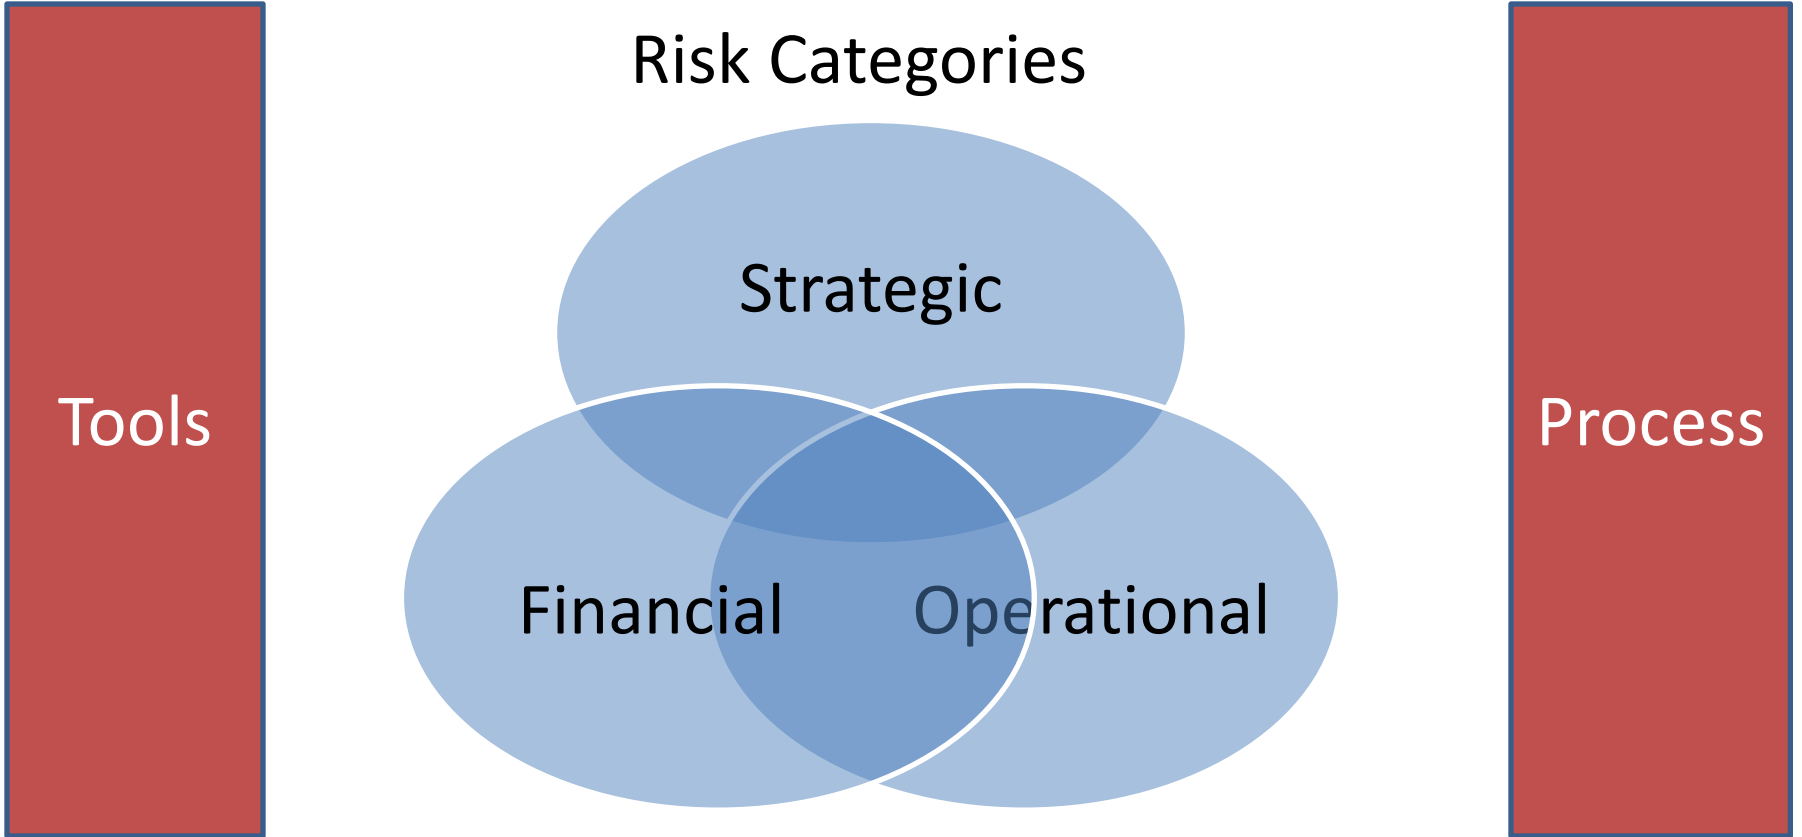 Risk Categories
Strategic
Tools
Process
Financial
Operational